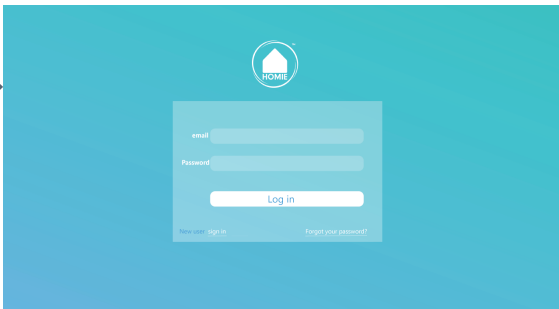 HOMIE
email
Password
Log in
New user sign in
Forgot your password?